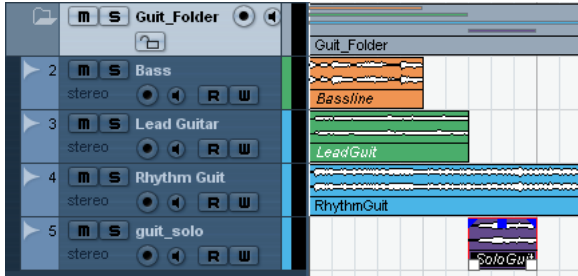 m S Guit_Folder
Guit_Folder
2 m S Bass
stereo R W
Bassline
3 m S Lead Guitar
stereo R W
LeadGuit
4 m S Rhythm Guit
stereo R W
RhythmGuit
5 m S guit_solo
stereo R W
SoloGuit